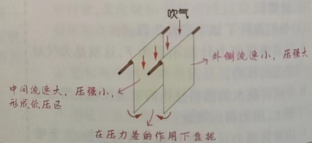 吹气
外侧流速小，压强大
中间流速大，压强小，
形成低压区
在压力差的作用下靠拢